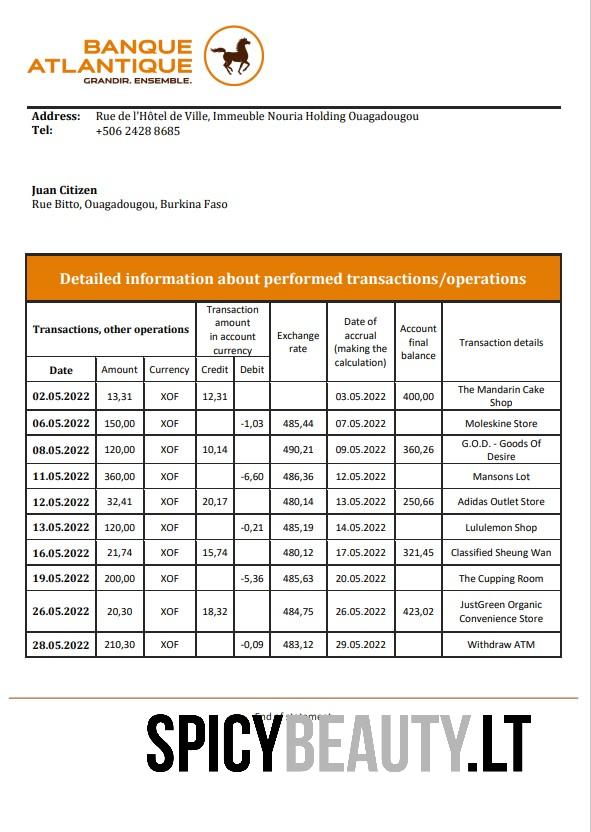 BANQUE
ATLANTIQUE
GRANDIR. ENSEMBLE.
Address: Rue de l'Hôtel de Ville, Immeuble Nouria Holding Ouagadougou
Tel: +506 2428 8685
Juan Citizen
Rue Bitto, Ouagadougou, Burkina Faso
Detailed information about performed transactions/operations
Transactions, other operations
Transaction
amount
in account
currency
Exchange
rate
Date of
accrual
(making the
calculation)
Account
final
balance
Transaction details
Date Amount Currency Credit Debit
02.05.2022 13,31 XOF 12,31 03.05.2022 400,00 The Mandarin Cake
Shop
06.05.2022 150,00 XOF -1,03 485,44 07.05.2022 Moleskine Store
08.05.2022 120,00 XOF 10,14 490,21 09.05.2022 360,26 G.O.D. - Goods Of
Desire
11.05.2022 360,00 XOF -6,60 486,36 12.05.2022 Mansons Lot
12.05.2022 32,41 XOF 20,17 480,14 13.05.2022 250,66 Adidas Outlet Store
13.05.2022 120,00 XOF -0,21 485,19 14.05.2022 Lululemon Shop
16.05.2022 21,74 XOF 15,74 480,12 17.05.2022 321,45 Classified Sheung Wan
19.05.2022 200,00 XOF -5,36 485,63 20.05.2022 The Cupping Room
26.05.2022 20,30 XOF 18,32 484,75 26.05.2022 423,02 JustGreen Organic
Convenience Store
28.05.2022 210,30 XOF -0,09 483,12 29.05.2022 Withdraw ATM
End of statement
SPICYBEAUTY.LT